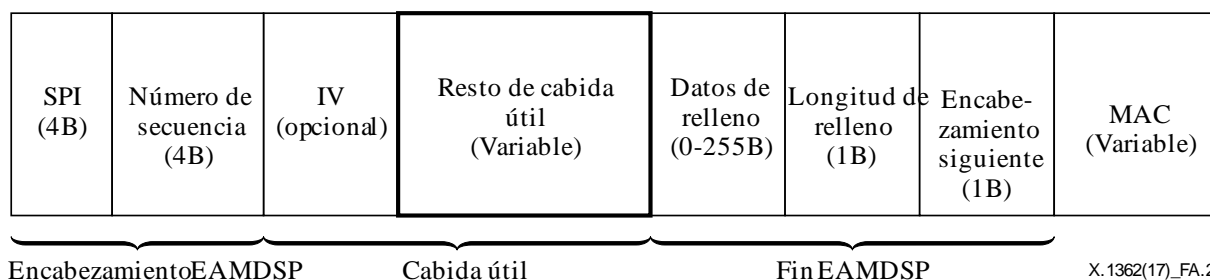 SPI
(4B)
Número de
secuencia
(4B)
IV
(opcional)
Resto de cabida
útil
(Variable)
Datos de
relleno
(0-255B)
Longitud de
relleno
(1B)
Encabe-
zamiento
siguiente
(1B)
MAC
(Variable)
EncabezamientoEAMDSP
Cabida útil
Fin EAMDSP
X.1362(17)_FA.2